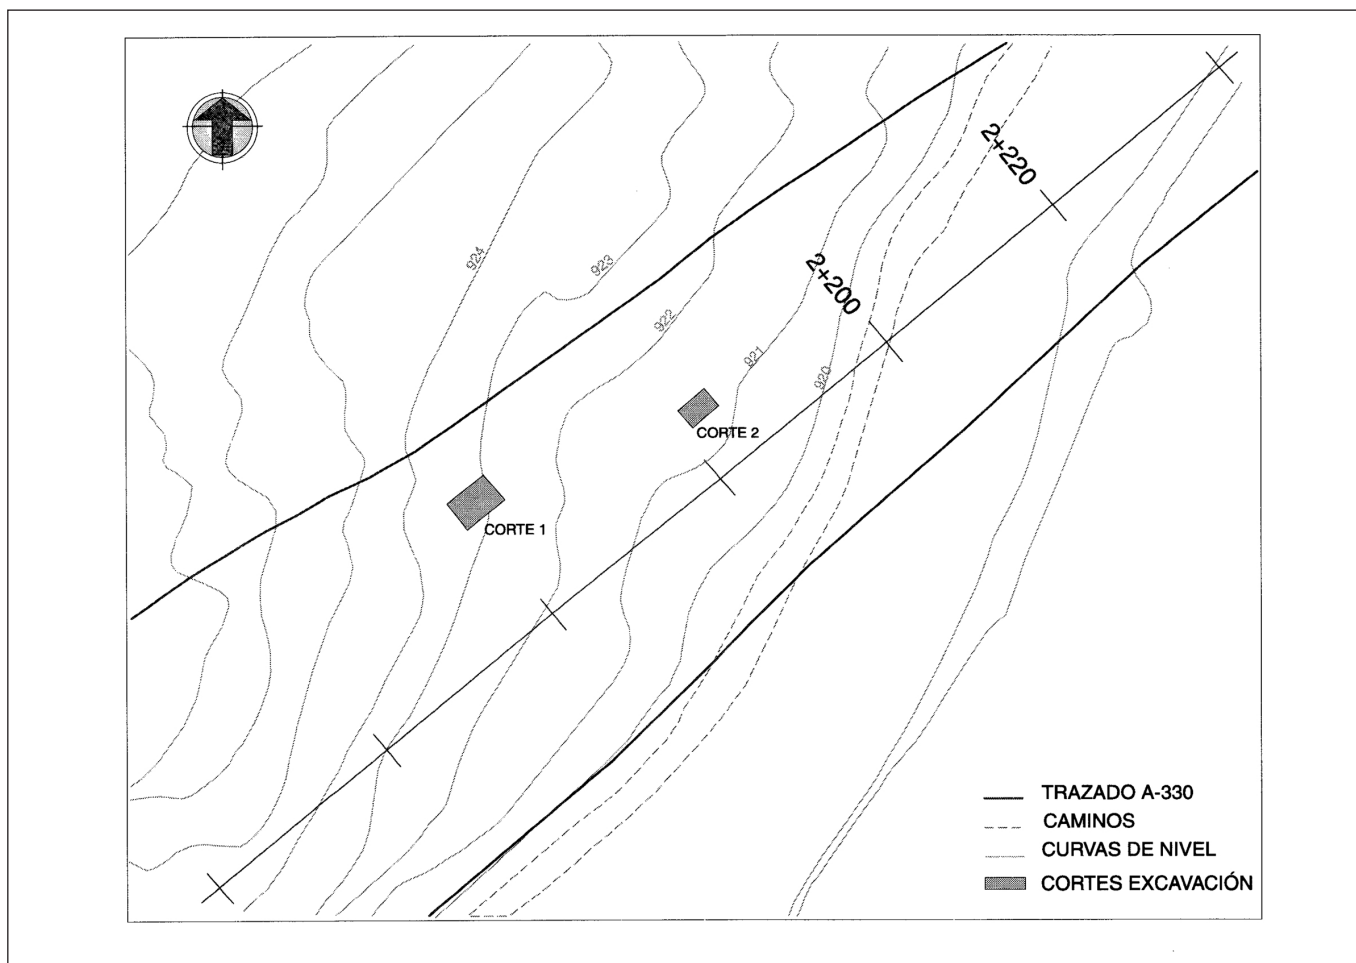 2+220
2+200
924
923
922
921
920
CORTE 2
CORTE 1
TRAZADO A-330
CAMINOS
CURVAS DE NIVEL
CORTES EXCAVACIÓN